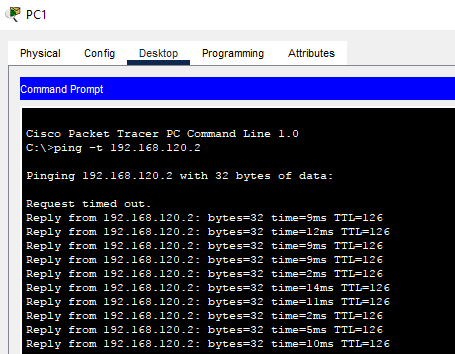 PC1
Physical Config Desktop Programming Attributes
Command Prompt
Cisco Packet Tracer PC Command Line 1.0
C:\>ping -t 192.168.120.2
Pinging 192.168.120.2 with 32 bytes of data:
Request timed out.
Reply from 192.168.120.2: bytes=32 time=9ms TTL=126
Reply from 192.168.120.2: bytes=32 time=12ms TTL=126
Reply from 192.168.120.2: bytes=32 time=9ms TTL=126
Reply from 192.168.120.2: bytes=32 time=9ms TTL=126
Reply from 192.168.120.2: bytes=32 time=2ms TTL=126
Reply from 192.168.120.2: bytes=32 time=14ms TTL=126
Reply from 192.168.120.2: bytes=32 time=11ms TTL=126
Reply from 192.168.120.2: bytes=32 time=2ms TTL=126
Reply from 192.168.120.2: bytes=32 time=5ms TTL=126
Reply from 192.168.120.2: bytes=32 time=10ms TTL=126